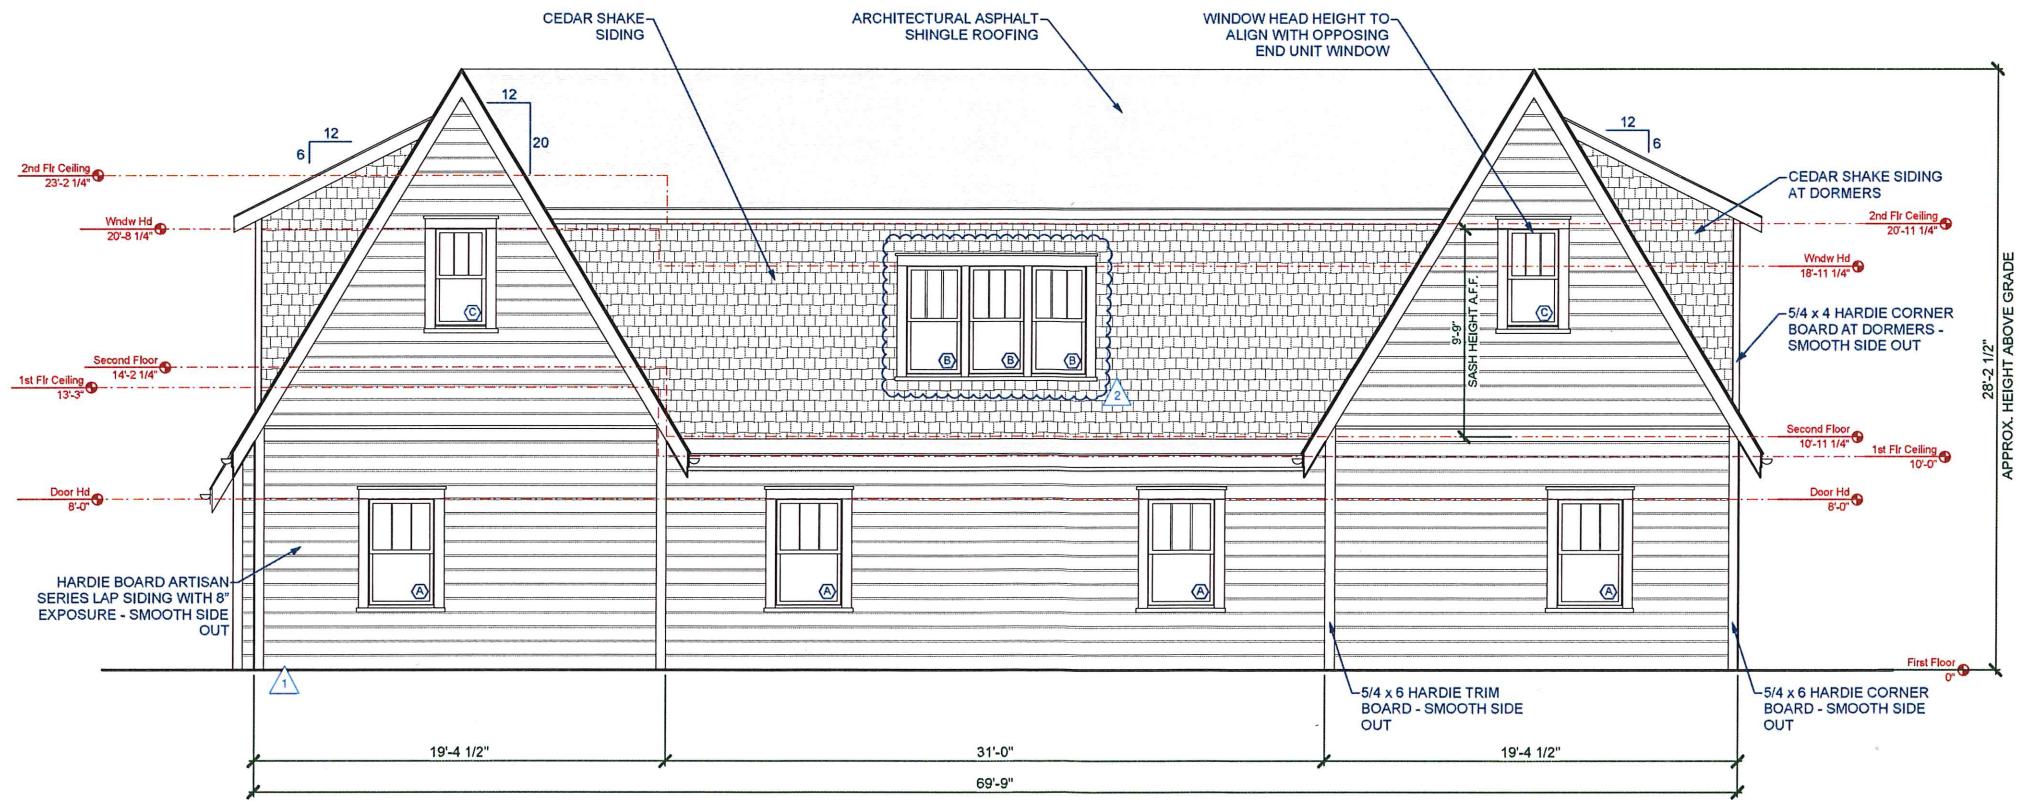 CEDAR SHAKE
SIDING
ARCHITECTURAL ASPHALT
SHINGLE ROOFING
WINDOW HEAD HEIGHT TO
ALIGN WITH OPPOSING
END UNIT WINDOW
12
20
12
6
12
6
2nd Flr Ceiling
23'-2 1/4"
Wndw Hd
20'-8 1/4"
Second Floor
14'-2 1/4"
1st Flr Ceiling
13'-3"
Door Hd
8'-0"
HARDIE BOARD ARTISAN
SERIES LAP SIDING WITH 8"
EXPOSURE - SMOOTH SIDE
OUT
C
B
B
B
2
C
9'-9"
SASH HEIGHT A.F.F.
A
A
A
A
1
CEDAR SHAKE SIDING
AT DORMERS
2nd Flr Ceiling
20'-11 1/4"
Wndw Hd
18'-11 1/4"
5/4 x 4 HARDIE CORNER
BOARD AT DORMERS -
SMOOTH SIDE OUT
Second Floor
10'-11 1/4"
1st Flr Ceiling
10'-0"
Door Hd
8'-0"
28'-2 1/2"
APPROX. HEIGHT ABOVE GRADE
First Floor
0"
5/4 x 6 HARDIE TRIM
BOARD - SMOOTH SIDE
OUT
5/4 x 6 HARDIE CORNER
BOARD - SMOOTH SIDE
OUT
19'-4 1/2"
31'-0"
19'-4 1/2"
69'-9"